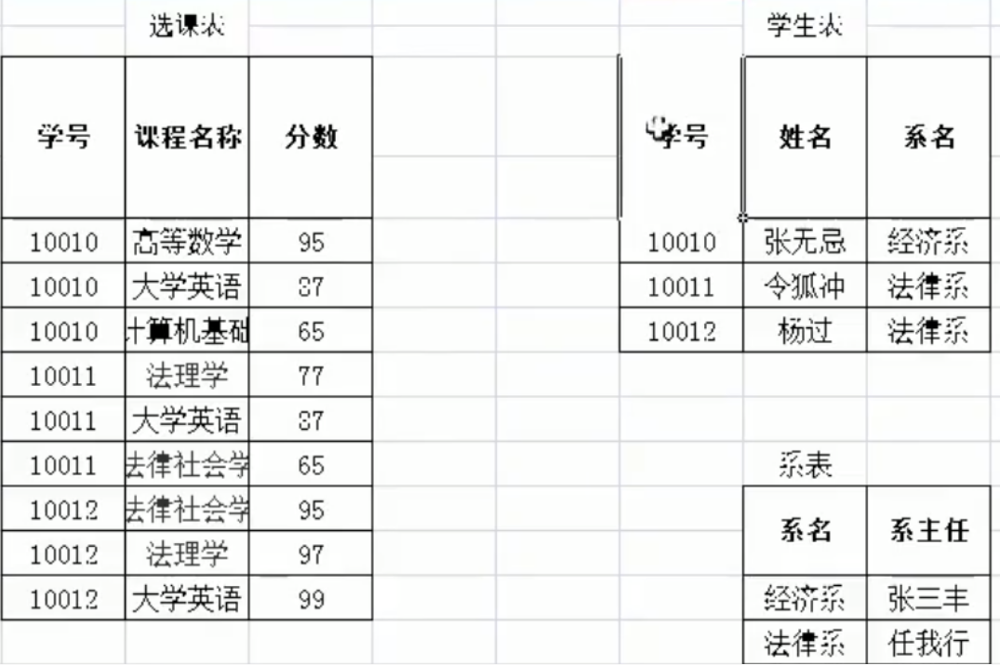 选课表
学号 课程名称 分数
10010 高等数学 95
10010 大学英语 87
10010 计算机基础 65
10011 法理学 77
10011 大学英语 87
10011 法律社会学 65
10012 法律社会学 95
10012 法理学 97
10012 大学英语 99
学生表
学号 姓名 系名
10010 张无忌 经济系
10011 令狐冲 法律系
10012 杨过 法律系
系表
系名 系主任
经济系 张三丰
法律系 任我行